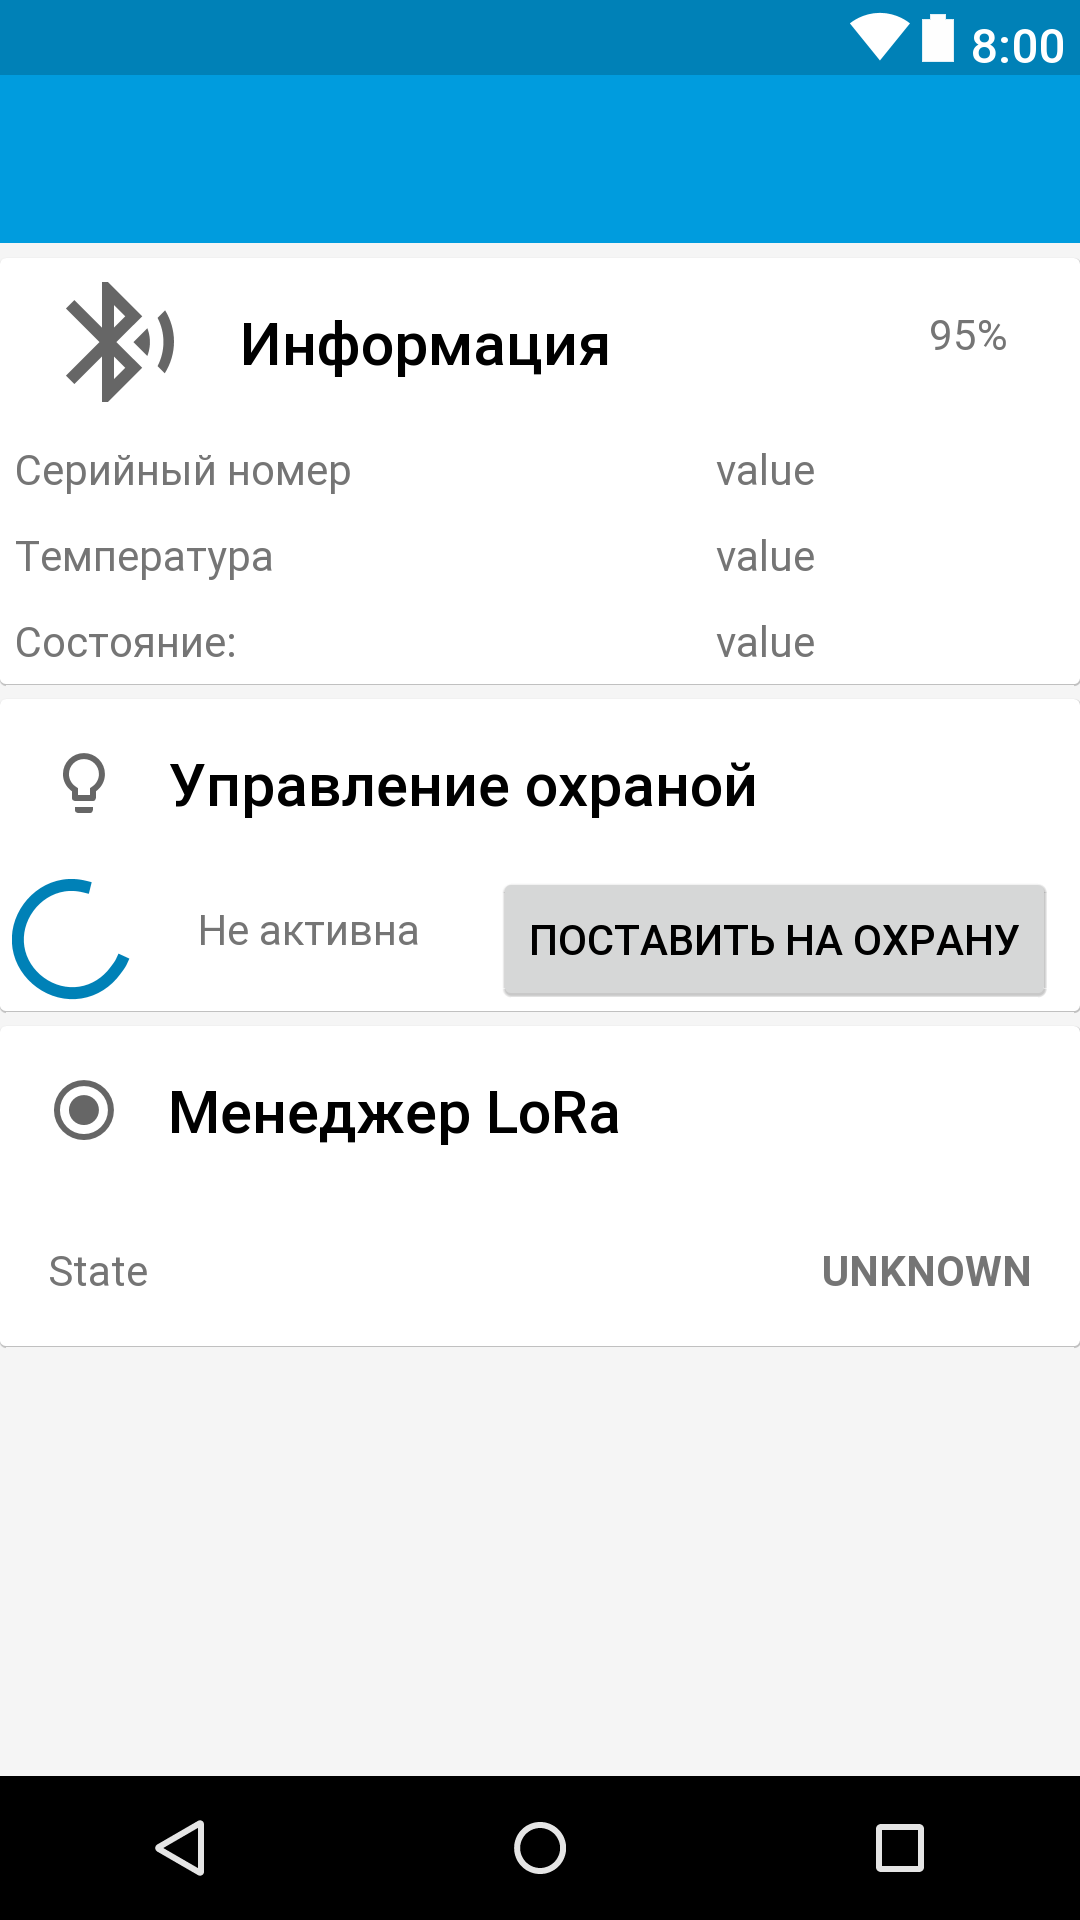 8:00
Информация
95%
Серийный номер value
Температура value
Состояние: value
Управление охраной
Не активна ПОСТАВИТЬ НА ОХРАНУ
Менеджер LoRa
State UNKNOWN